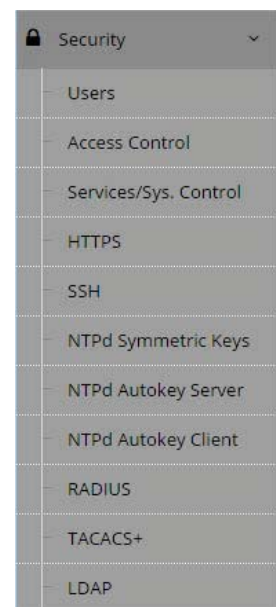 Security
Users
Access Control
Services/Sys. Control
HTTPS
SSH
NTPd Symmetric Keys
NTPd Autokey Server
NTPd Autokey Client
RADIUS
TACACS+
LDAP